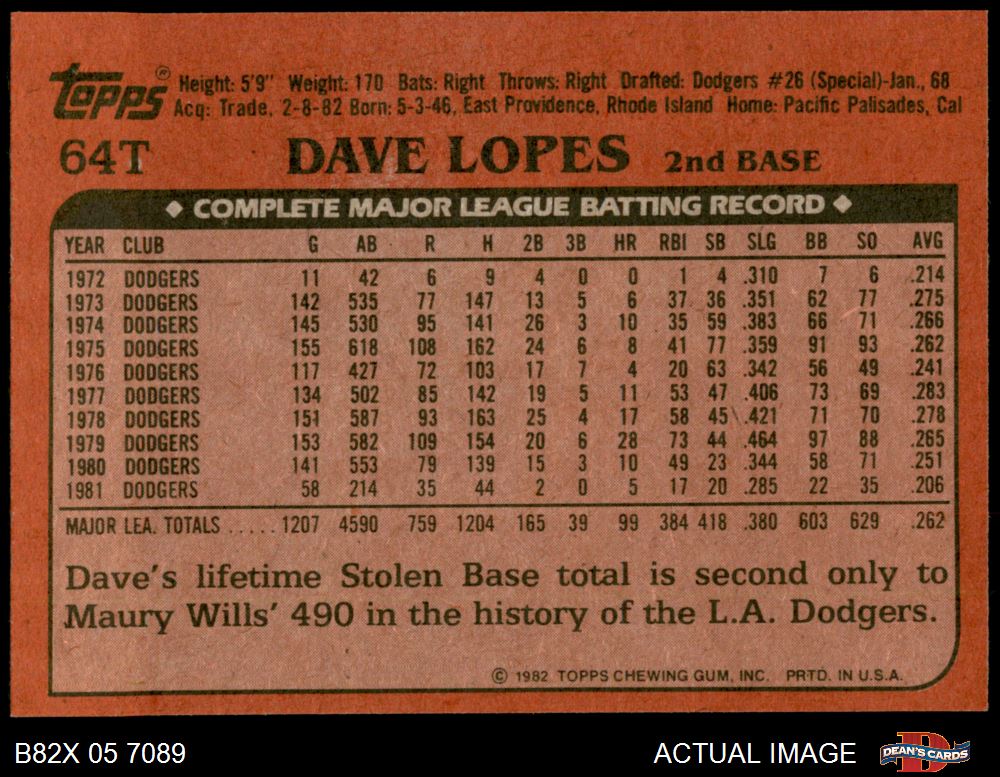 topps® Height: 5'9" Weight: 170 Bats: Right Throws: Right Drafted: Dodgers #26 (Special)-Jan., 68
Acq: Trade, 2-8-82 Born: 5-3-46, East Providence, Rhode Island Home: Pacific Palisades, Cal
64T DAVE LOPES 2nd BASE
◆ COMPLETE MAJOR LEAGUE BATTING RECORD ◆
YEAR CLUB G AB R H 2B 3B HR RBI SB SLG BB SO AVG
1972 DODGERS 11 42 6 9 4 0 0 1 4 .310 7 6 .214
1973 DODGERS 142 535 77 147 13 5 6 37 36 .351 62 77 .275
1974 DODGERS 145 530 95 141 26 3 10 35 59 .383 66 71 .266
1975 DODGERS 155 618 108 162 24 6 8 41 77 .359 91 93 .262
1976 DODGERS 117 427 72 103 17 7 4 20 63 .342 56 49 .241
1977 DODGERS 134 502 85 142 19 5 11 53 47 .406 73 69 .283
1978 DODGERS 151 587 93 163 25 4 17 58 45 .421 71 70 .278
1979 DODGERS 153 582 109 154 20 6 28 73 44 .464 97 88 .265
1980 DODGERS 141 553 79 139 15 3 10 49 23 .344 58 71 .251
1981 DODGERS 58 214 35 44 2 0 5 17 20 .285 22 35 .206
MAJOR LEA. TOTALS ..... 1207 4590 759 1204 165 39 99 384 418 .380 603 629 .262
Dave's lifetime Stolen Base total is second only to
Maury Wills' 490 in the history of the L.A. Dodgers.
© 1982 TOPPS CHEWING GUM, INC. PRTD. IN U.S.A.
B82X 05 7089 ACTUAL IMAGE D DEAN'S CARDS